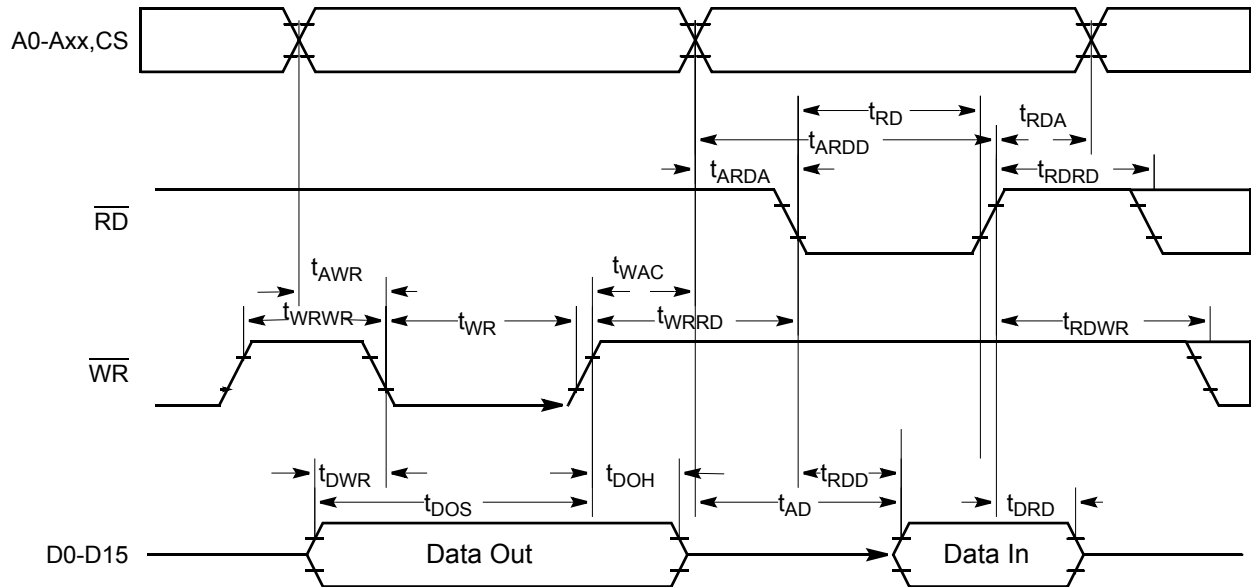 A0-Axx,CS
tRD
tRDA
tARDD
tARDA
tRDRD
RD
tAWR
tWAC
tWRWR
tWR
tWRRD
tRDWR
WR
tDWR
tDOH
tRDD
tDOS
tAD
tDRD
D0-D15
Data Out
Data In